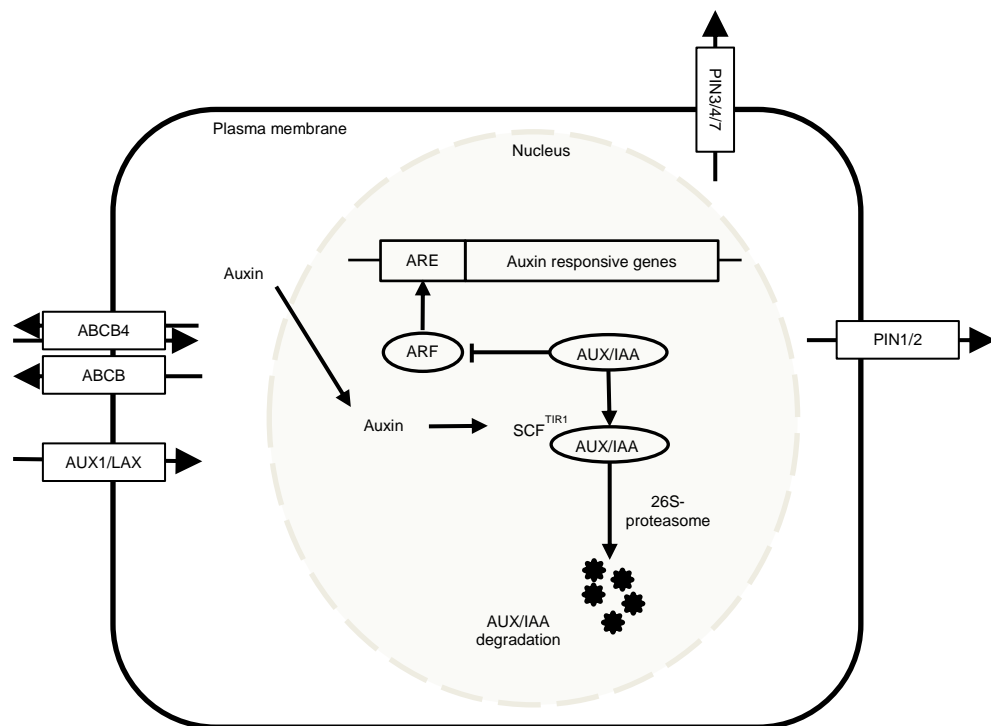 PIN3/4/7
Plasma membrane
Nucleus
ARE
Auxin responsive genes
Auxin
ABCB4
ARF
AUX/IAA
PIN1/2
ABCB
Auxin
SCF^TIR1
AUX/IAA
AUX1/LAX
26S-
proteasome
AUX/IAA
degradation